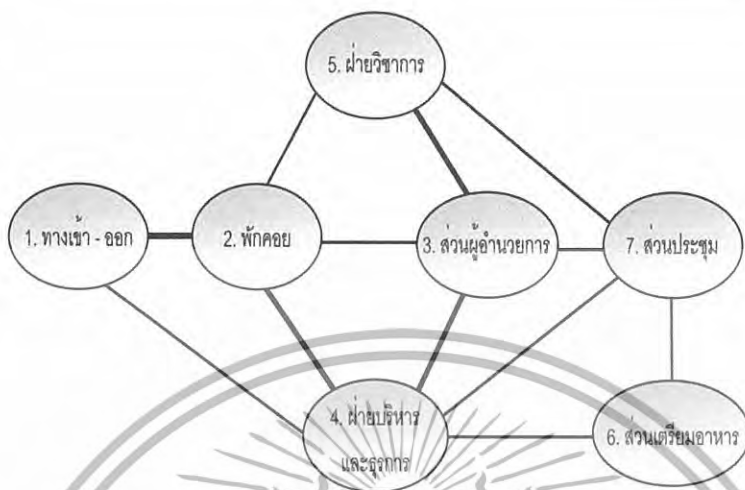 5. ฝ่ายวิชาการ
1. ทางเข้า - ออก
2. พักคอย
3. ส่วนผู้อำนวยการ
7. ส่วนประชุม
4. ฝ่ายบริหาร
และธุรการ
6. ส่วนเตรียมอาหาร